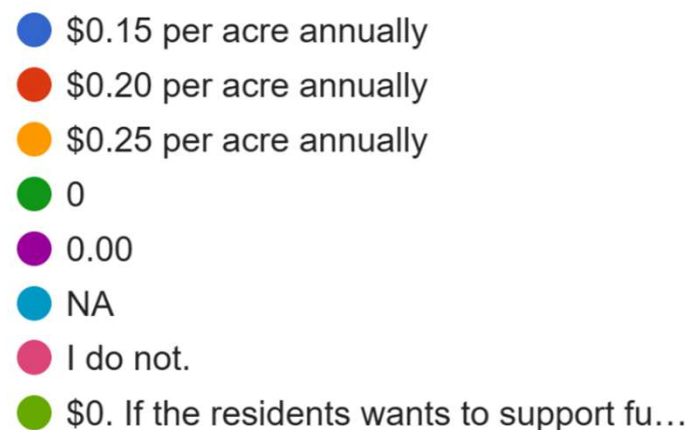 $0.15 per acre annually
$0.20 per acre annually
$0.25 per acre annually
0
0.00
NA
I do not.
$0. If the residents wants to support fu…